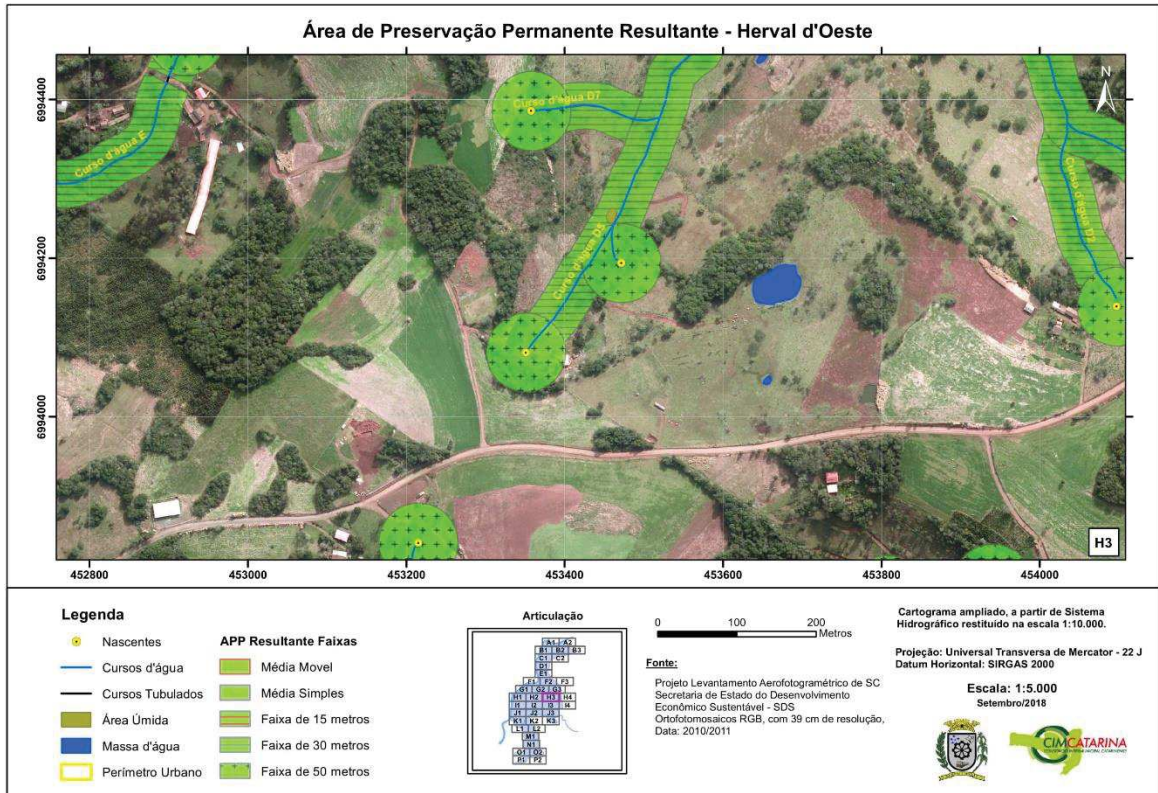 Área de Preservação Permanente Resultante - Herval d'Oeste
6994400
6994200
6994000
Curso d'água E
Curso d'água D7
Curso d'água D5
N
H3
452800
453000
453200
453400
453600
453800
454000
Legenda
Nascentes
Cursos d'água
Cursos Tubulados
Área Úmida
Massa d'água
Perímetro Urbano
APP Resultante Faixas
Média Movel
Média Simples
Faixa de 15 metros
Faixa de 30 metros
Faixa de 50 metros
Articulação
A1 A2
B1 B2 B3
C1 C2
D1
E1
F1 F2 F3
G1 G2 G3
H1 H2 H3 H4
I1 I2 I3 I4
J1 J2 J3
K1 K2 K3
L1 L2
M1
N1
O1 O2
P1 P2
0 100 200
Metros
Fonte:
Projeto Levantamento Aerofotogramétrico de SC
Secretaria de Estado do Desenvolvimento
Econômico Sustentável - SDS
Ortofotomosaicos RGB, com 39 cm de resolução,
Data: 2010/2011
Cartograma ampliado, a partir de Sistema
Hidrográfico restituído na escala 1:10.000.
Projeção: Universal Transversa de Mercator - 22 J
Datum Horizontal: SIRGAS 2000
Escala: 1:5.000
Setembro/2018
CIMCATARINA